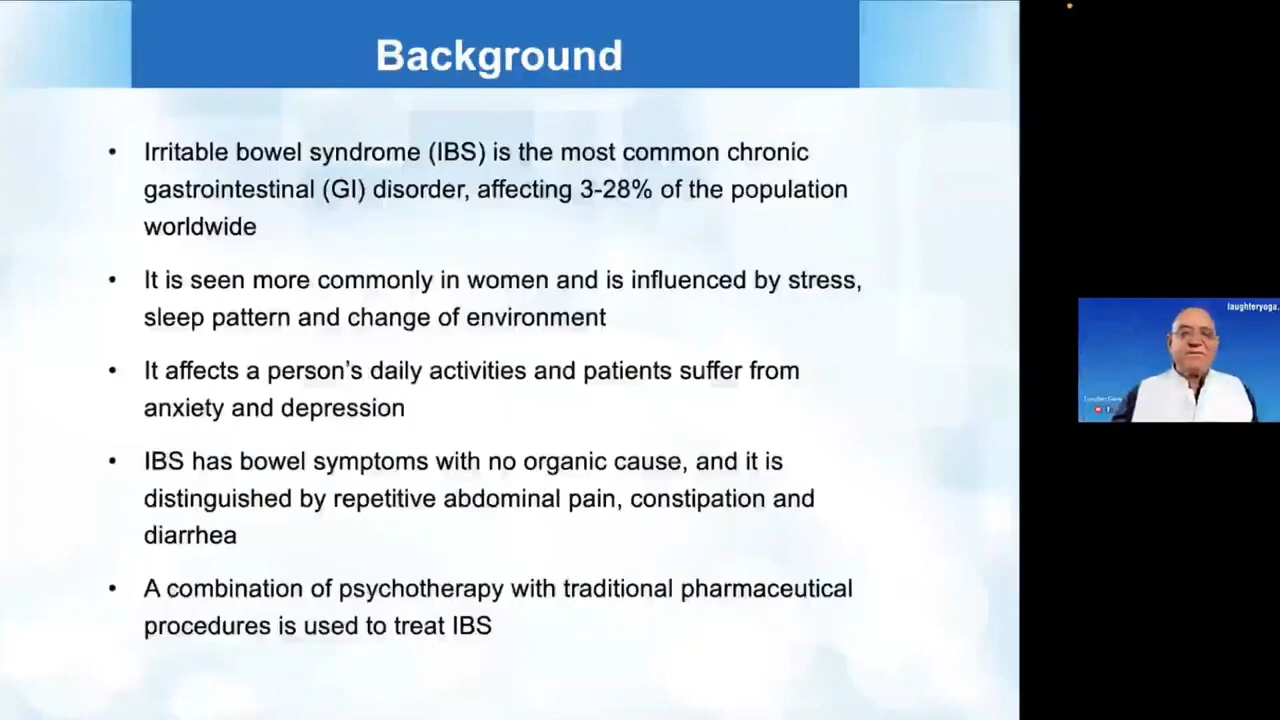 Background
• Irritable bowel syndrome (IBS) is the most common chronic
gastrointestinal (GI) disorder, affecting 3-28% of the population
worldwide
• It is seen more commonly in women and is influenced by stress,
sleep pattern and change of environment
• It affects a person’s daily activities and patients suffer from
anxiety and depression
• IBS has bowel symptoms with no organic cause, and it is
distinguished by repetitive abdominal pain, constipation and
diarrhea
• A combination of psychotherapy with traditional pharmaceutical
procedures is used to treat IBS
laughteryoga.